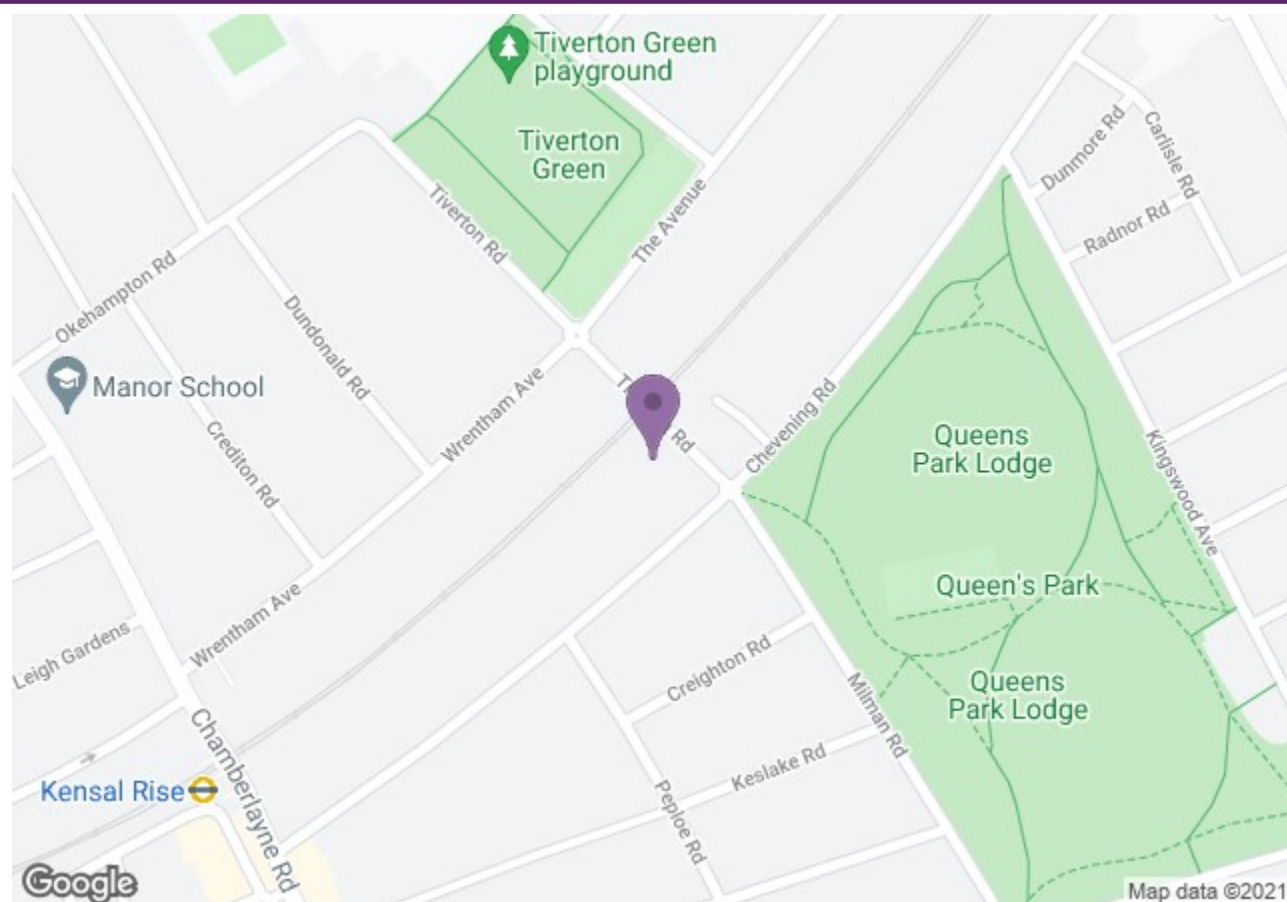 Tiverton Green
playground
Tiverton
Green
Dunmore Rd
Carlisle Rd
Radnor Rd
Tiverton Rd
The Avenue
Okehampton Rd
Dundonald Rd
Manor School
Wrentham Ave
Rd
Chevening Rd
Crediton Rd
Queens
Park Lodge
Kingswood Ave
Queen's Park
Wrentham Ave
Leigh Gardens
Creighton Rd
Queens
Park Lodge
Milman Rd
Chamberlayne Rd
Keslake Rd
Kensal Rise
Peploe Rd
Google
Map data ©2021